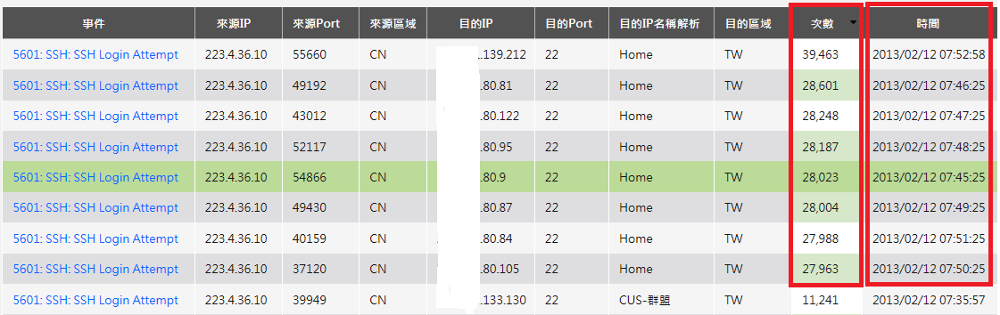 事件 來源IP 來源Port 來源區域 目的IP 目的Port 目的IP名稱解析 目的區域 次數 時間
5601: SSH: SSH Login Attempt 223.4.36.10 55660 CN .139.212 22 Home TW 39,463 2013/02/12 07:52:58
5601: SSH: SSH Login Attempt 223.4.36.10 49192 CN .80.81 22 Home TW 28,601 2013/02/12 07:46:25
5601: SSH: SSH Login Attempt 223.4.36.10 43012 CN .80.122 22 Home TW 28,248 2013/02/12 07:47:25
5601: SSH: SSH Login Attempt 223.4.36.10 52117 CN .80.95 22 Home TW 28,187 2013/02/12 07:48:25
5601: SSH: SSH Login Attempt 223.4.36.10 54866 CN .80.9 22 Home TW 28,023 2013/02/12 07:45:25
5601: SSH: SSH Login Attempt 223.4.36.10 49430 CN .80.87 22 Home TW 28,004 2013/02/12 07:49:25
5601: SSH: SSH Login Attempt 223.4.36.10 40159 CN .80.84 22 Home TW 27,988 2013/02/12 07:51:25
5601: SSH: SSH Login Attempt 223.4.36.10 37120 CN .80.105 22 Home TW 27,963 2013/02/12 07:50:25
5601: SSH: SSH Login Attempt 223.4.36.10 39949 CN .133.130 22 CUS-群盟 TW 11,241 2013/02/12 07:35:57